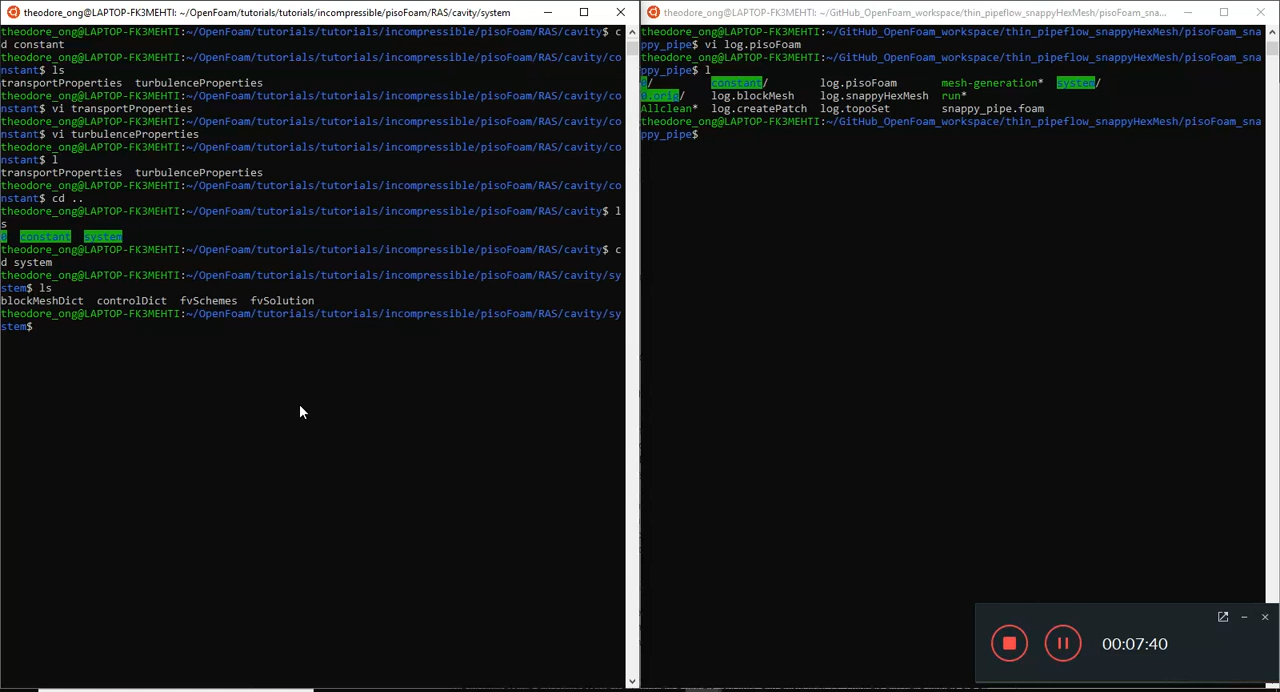 theodore_ong@LAPTOP-FK3MEHTI: ~/OpenFoam/tutorials/tutorials/incompressible/pisoFoam/RAS/cavity/system
theodore_ong@LAPTOP-FK3MEHTI:~/OpenFoam/tutorials/tutorials/incompressible/pisoFoam/RAS/cavity$ c
d constant
theodore_ong@LAPTOP-FK3MEHTI:~/OpenFoam/tutorials/tutorials/incompressible/pisoFoam/RAS/cavity/co
nstant$ ls
transportProperties  turbulenceProperties
theodore_ong@LAPTOP-FK3MEHTI:~/OpenFoam/tutorials/tutorials/incompressible/pisoFoam/RAS/cavity/co
nstant$ vi transportProperties
theodore_ong@LAPTOP-FK3MEHTI:~/OpenFoam/tutorials/tutorials/incompressible/pisoFoam/RAS/cavity/co
nstant$ vi turbulenceProperties
theodore_ong@LAPTOP-FK3MEHTI:~/OpenFoam/tutorials/tutorials/incompressible/pisoFoam/RAS/cavity/co
nstant$ l
transportProperties  turbulenceProperties
theodore_ong@LAPTOP-FK3MEHTI:~/OpenFoam/tutorials/tutorials/incompressible/pisoFoam/RAS/cavity/co
nstant$ cd ..
theodore_ong@LAPTOP-FK3MEHTI:~/OpenFoam/tutorials/tutorials/incompressible/pisoFoam/RAS/cavity$ l
s
0  constant  system
theodore_ong@LAPTOP-FK3MEHTI:~/OpenFoam/tutorials/tutorials/incompressible/pisoFoam/RAS/cavity$ c
d system
theodore_ong@LAPTOP-FK3MEHTI:~/OpenFoam/tutorials/tutorials/incompressible/pisoFoam/RAS/cavity/sy
stem$ ls
blockMeshDict  controlDict  fvSchemes  fvSolution
theodore_ong@LAPTOP-FK3MEHTI:~/OpenFoam/tutorials/tutorials/incompressible/pisoFoam/RAS/cavity/sy
stem$
theodore_ong@LAPTOP-FK3MEHTI: ~/GitHub_OpenFoam_workspace/thin_pipeflow_snappyHexMesh/pisoFoam_sna...
theodore_ong@LAPTOP-FK3MEHTI:~/GitHub_OpenFoam_workspace/thin_pipeflow_snappyHexMesh/pisoFoam_sna
ppy_pipe$ vi log.pisoFoam
theodore_ong@LAPTOP-FK3MEHTI:~/GitHub_OpenFoam_workspace/thin_pipeflow_snappyHexMesh/pisoFoam_sna
ppy_pipe$ l
0/  constant/  log.pisoFoam  mesh-generation*  system/
0.orig/  log.blockMesh  log.snappyHexMesh  run*
Allclean*  log.createPatch  log.topoSet  snappy_pipe.foam
theodore_ong@LAPTOP-FK3MEHTI:~/GitHub_OpenFoam_workspace/thin_pipeflow_snappyHexMesh/pisoFoam_sna
ppy_pipe$
00:07:40